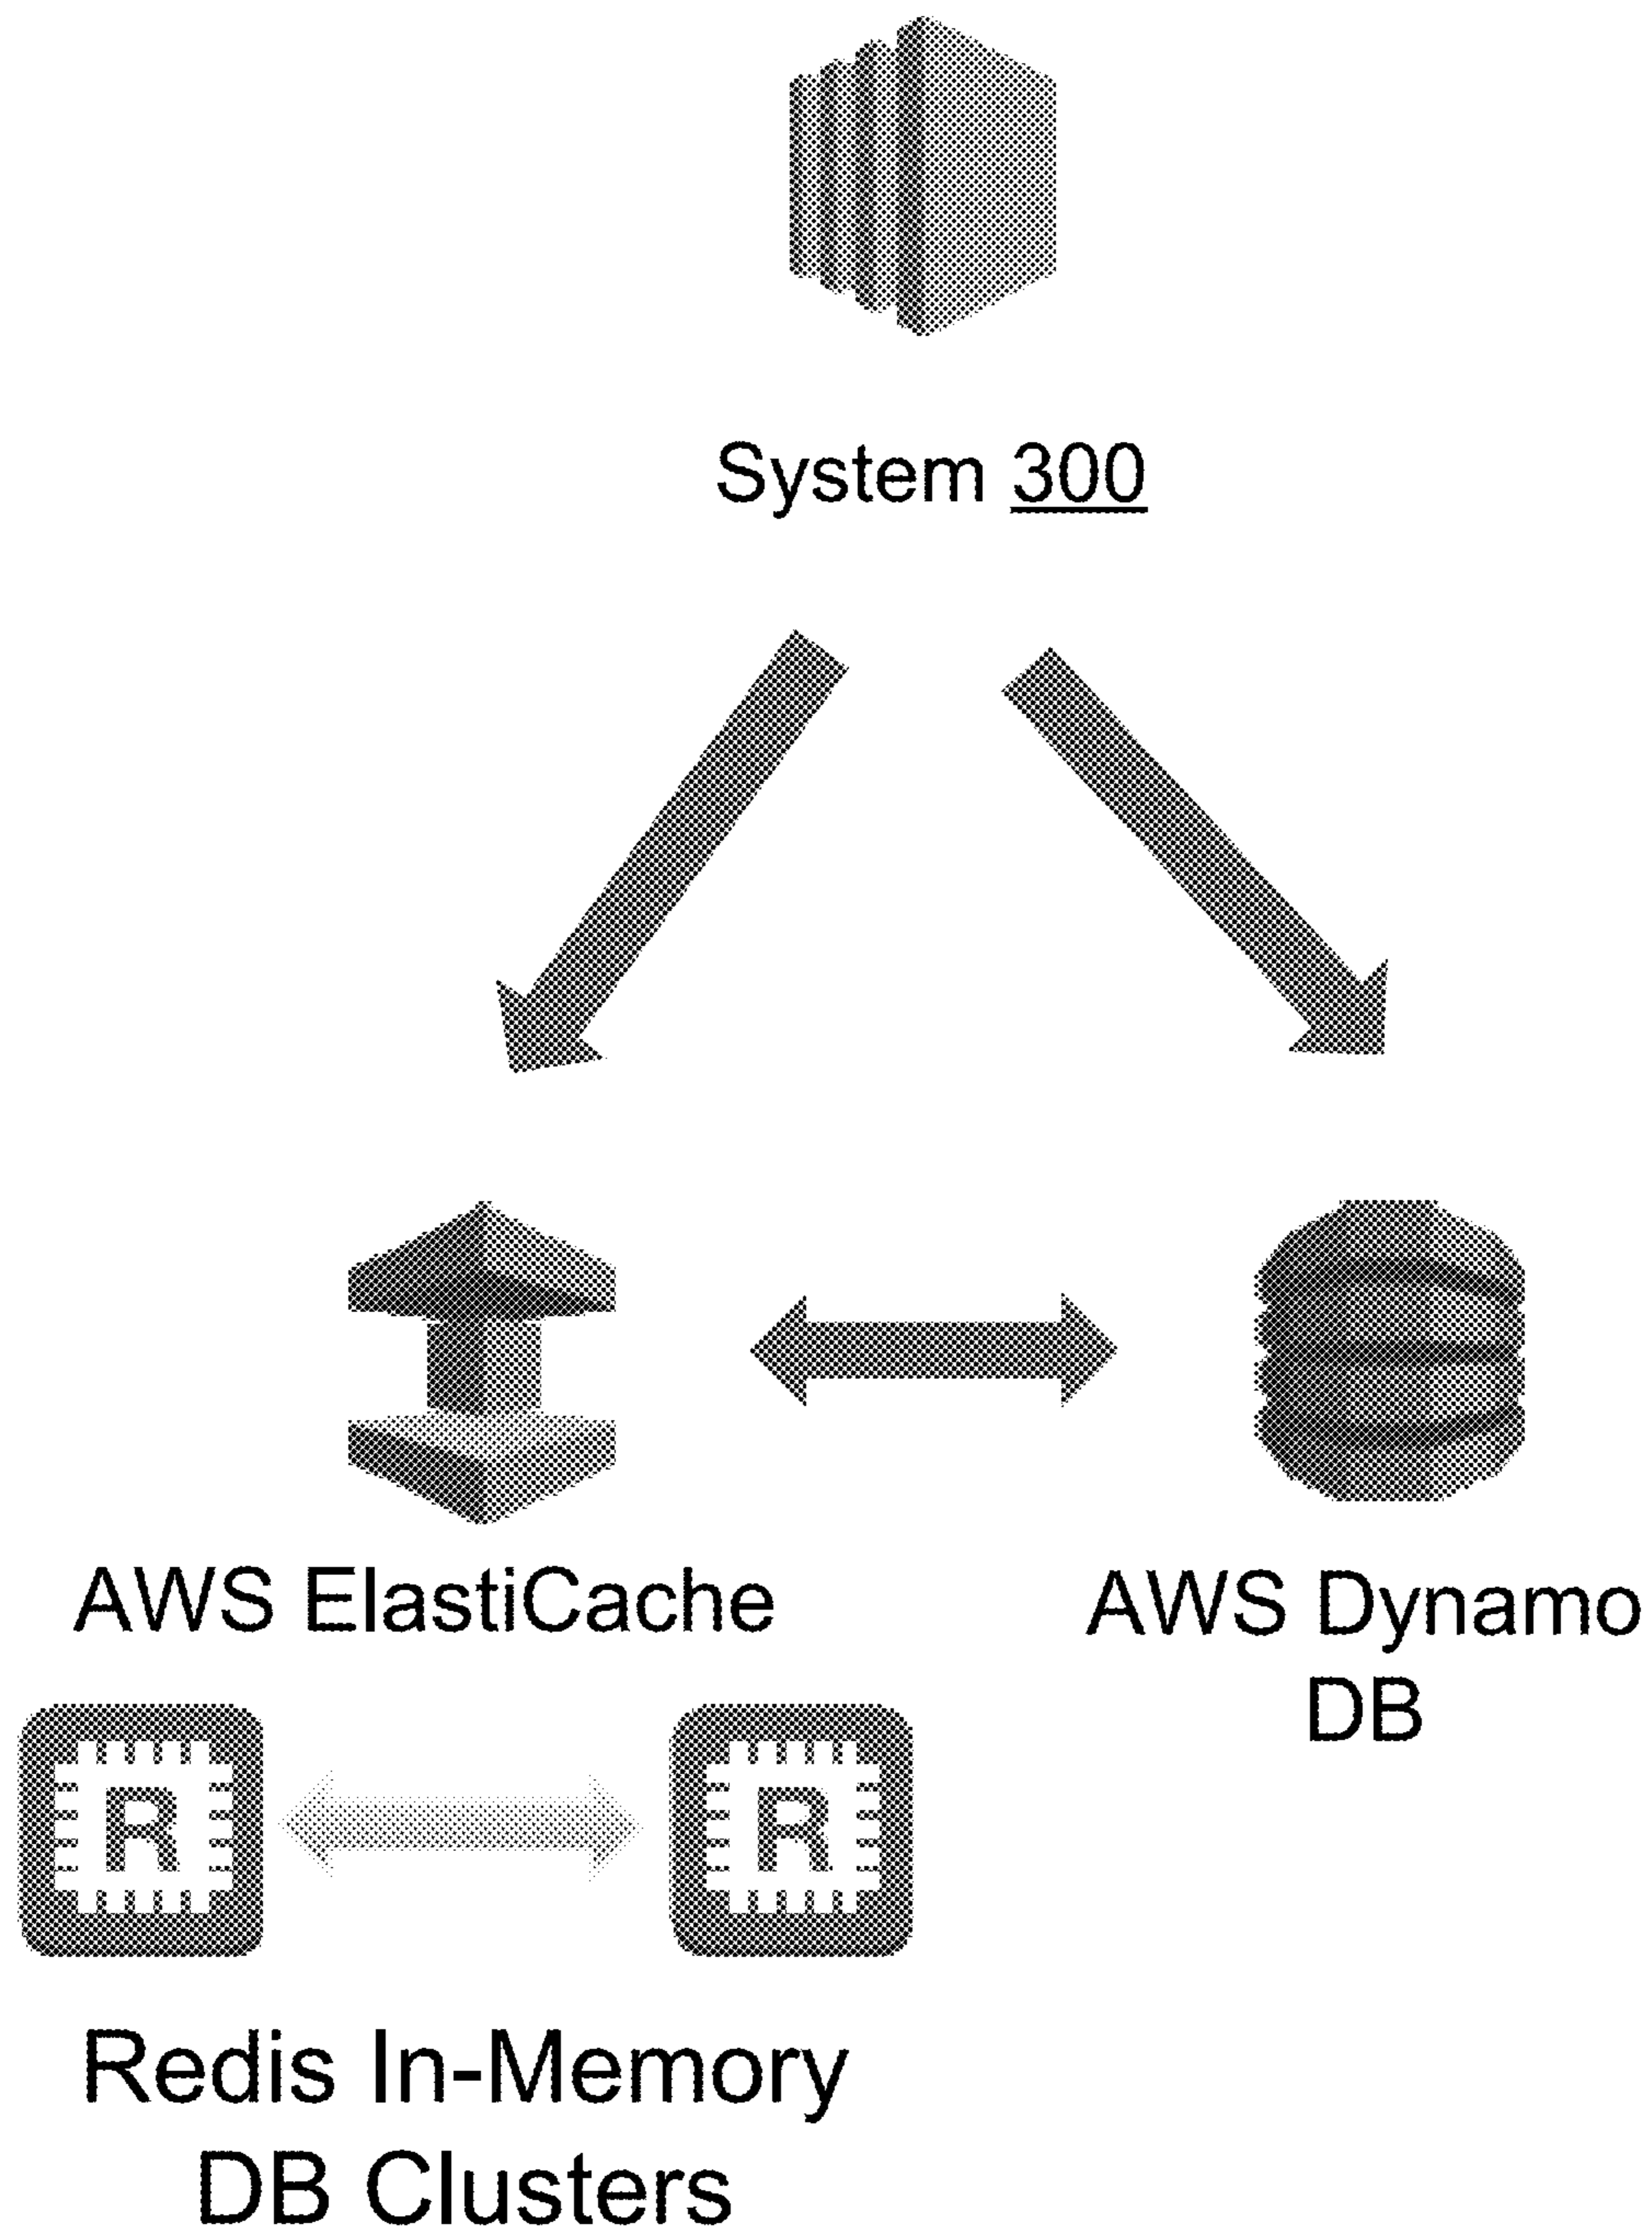 System 300
AWS ElastiCache
AWS Dynamo
DB
R
R
Redis In-Memory
DB Clusters